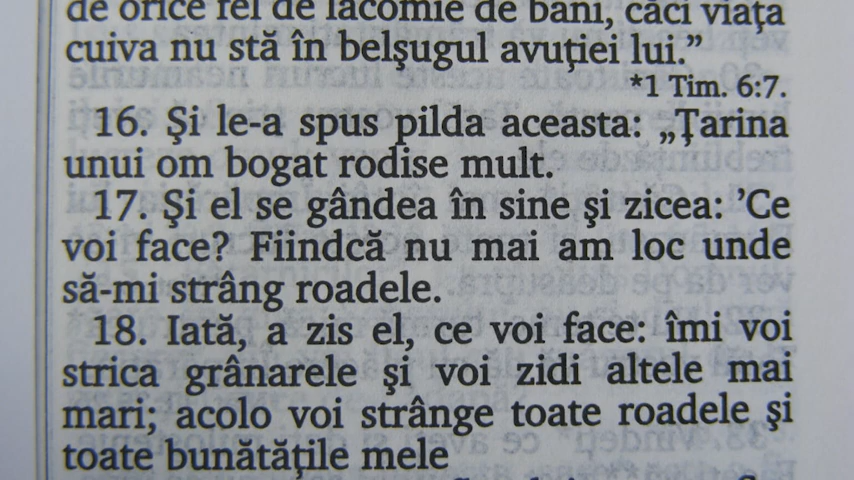 de orice fel de lăcomie de bani, căci viaţa
cuiva nu stă în belşugul avuţiei lui.”
*1 Tim. 6:7.
16. Şi le-a spus pilda aceasta: „Ţarina
unui om bogat rodise mult.
17. Şi el se gândea în sine şi zicea: ’Ce
voi face? Fiindcă nu mai am loc unde
să-mi strâng roadele.
18. Iată, a zis el, ce voi face: îmi voi
strica grânarele şi voi zidi altele mai
mari; acolo voi strânge toate roadele şi
toate bunătăţile mele